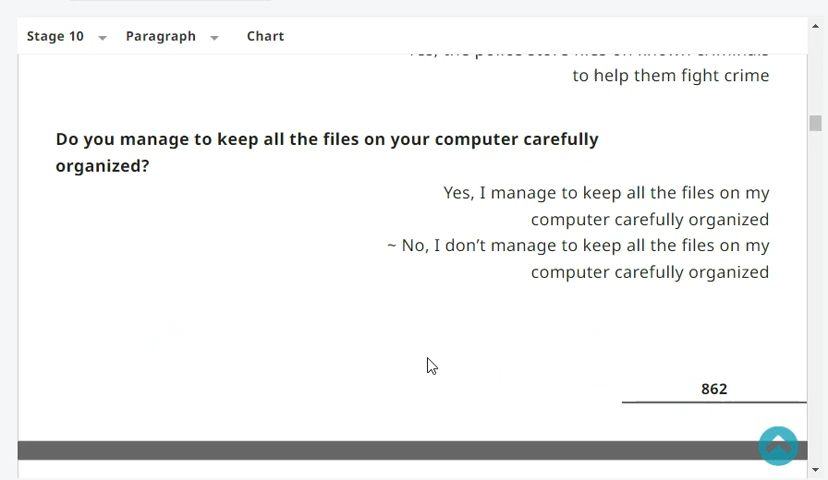 Stage 10 Paragraph Chart
to help them fight crime
Do you manage to keep all the files on your computer carefully
organized?
Yes, I manage to keep all the files on my
computer carefully organized
~ No, I don’t manage to keep all the files on my
computer carefully organized
862